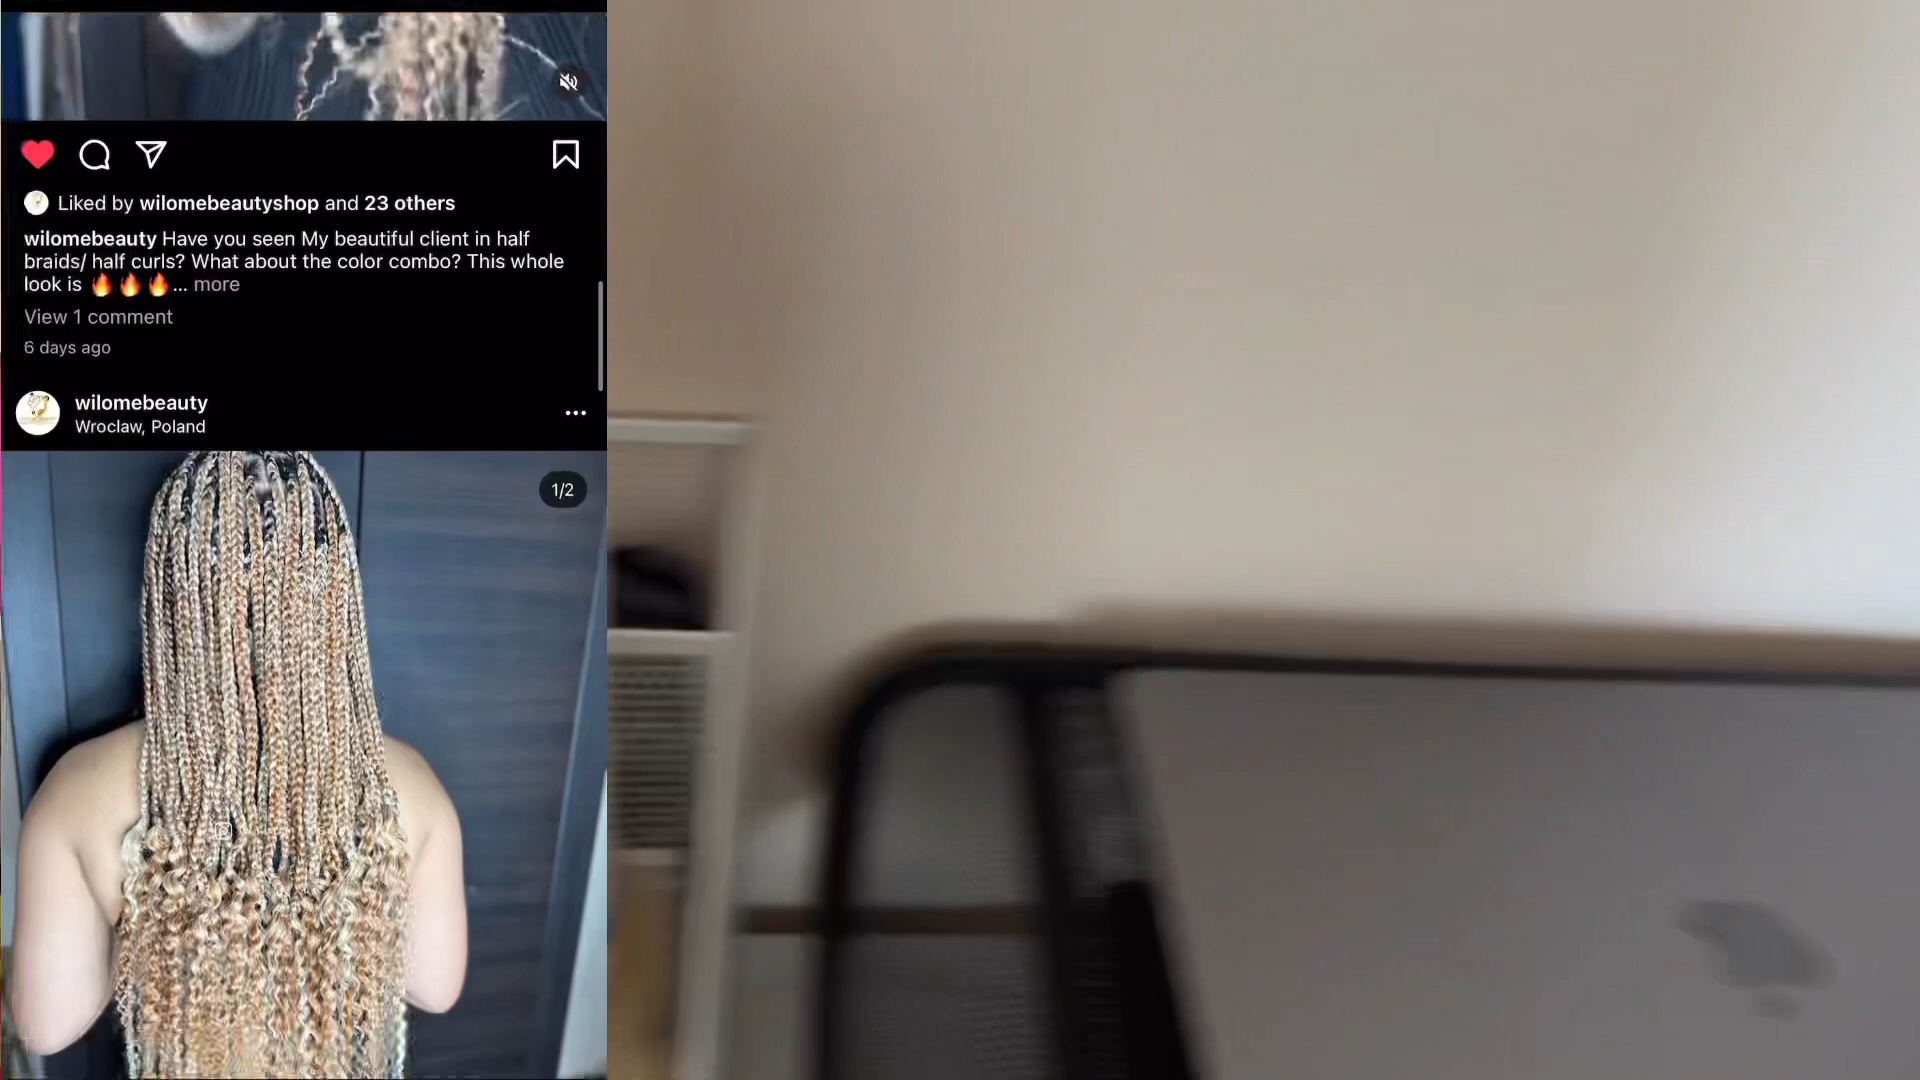 Liked by wilomebeautyshop and 23 others
wilomebeauty Have you seen My beautiful client in half
braids/ half curls? What about the color combo? This whole
look is 🔥🔥🔥... more
View 1 comment
6 days ago
wilomebeauty
Wroclaw, Poland
1/2